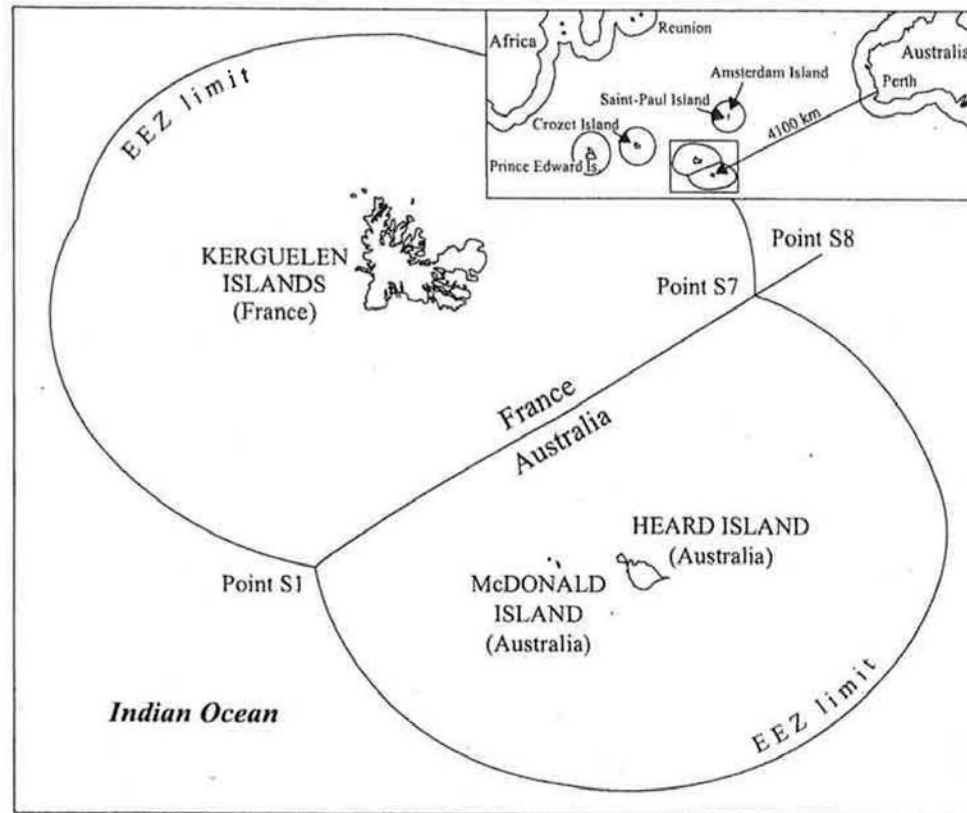 EEZ limit
Africa
Reunion
Australia
Amsterdam Island
Perth
Saint-Paul Island
4100 km
Crozet Island
Prince Edward Is.
KERGUELEN
ISLANDS
(France)
Point S8
Point S7
France
Australia
HEARD ISLAND
(Australia)
Point S1
McDONALD
ISLAND
(Australia)
EEZ limit
Indian Ocean